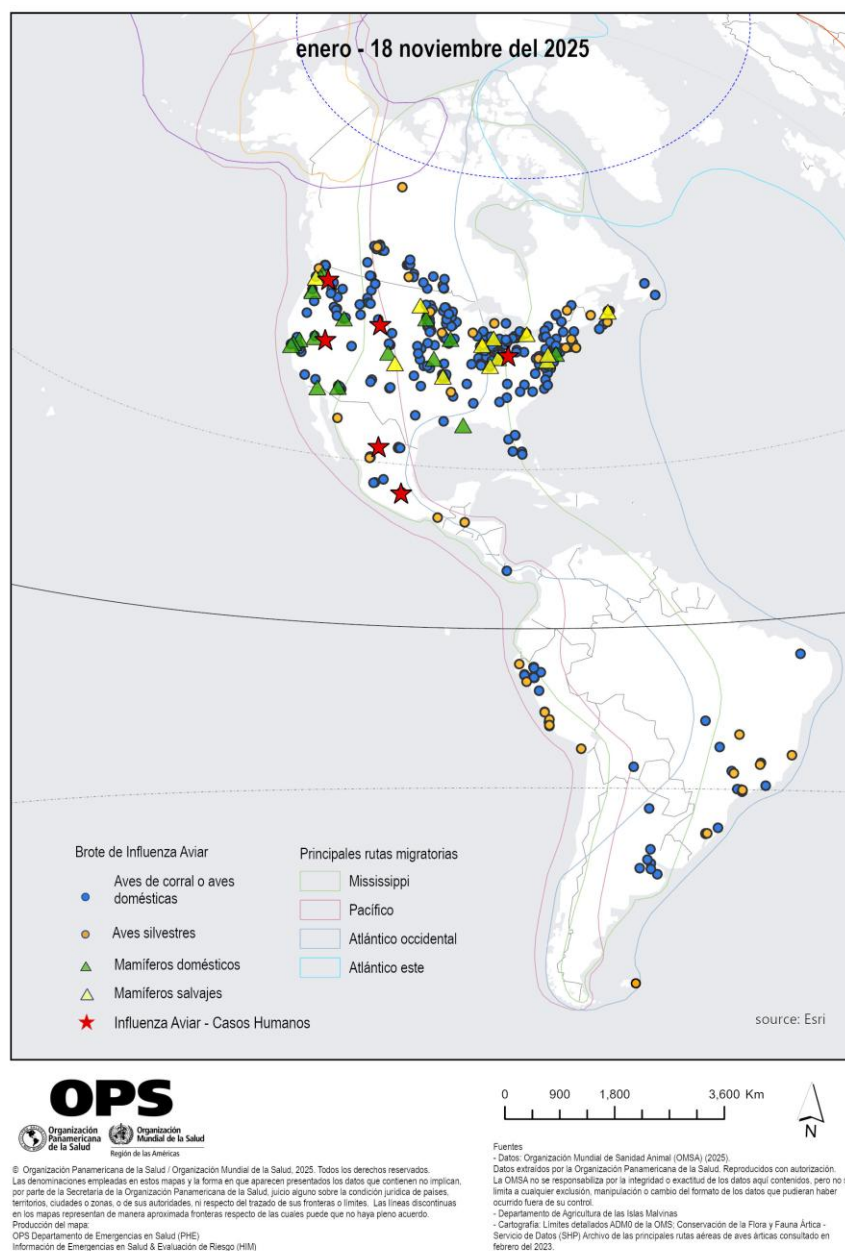 enero - 18 noviembre del 2025
Brote de Influenza Aviar
Aves de corral o aves
domésticas
Aves silvestres
Mamíferos domésticos
Mamíferos salvajes
Influenza Aviar - Casos Humanos
Principales rutas migratorias
Mississippi
Pacífico
Atlántico occidental
Atlántico este
source: Esri
OPS
Organización
Panamericana
de la Salud
Organización
Mundial de la Salud
Región de las Américas
0 900 1,800 3,600 Km
N
© Organización Panamericana de la Salud / Organización Mundial de la Salud, 2025. Todos los derechos reservados.
Las denominaciones empleadas en estos mapas y la forma en que aparecen presentados los datos que contienen no implican,
por parte de la Secretaría de la Organización Panamericana de la Salud, juicio alguno sobre la condición jurídica de países,
territorios, ciudades o zonas, o de sus autoridades, ni respecto del trazado de sus fronteras o límites. Las líneas discontinuas
en los mapas representan de manera aproximada fronteras respecto de las cuales puede que no haya pleno acuerdo.
Producción del mapa:
OPS Departamento de Emergencias en Salud (PHE)
Información de Emergencias en Salud & Evaluación de Riesgo (HIM)
Fuentes
- Datos: Organización Mundial de Sanidad Animal (OMSA) (2025).
Datos extraídos por la Organización Panamericana de la Salud. Reproducidos con autorización.
La OMSA no se responsabiliza por la integridad o exactitud de los datos aquí contenidos, pero no s
limita a cualquier exclusión, manipulación o cambio del formato de los datos que pudieran haber
ocurrido fuera de su control.
- Departamento de Agricultura de las Islas Malvinas
- Cartografía: Límites detallados ADM0 de la OMS; Conservación de la Flora y Fauna Ártica -
Servicio de Datos (SHP) Archivo de las principales rutas aéreas de aves árticas consultado en
febrero del 2023.